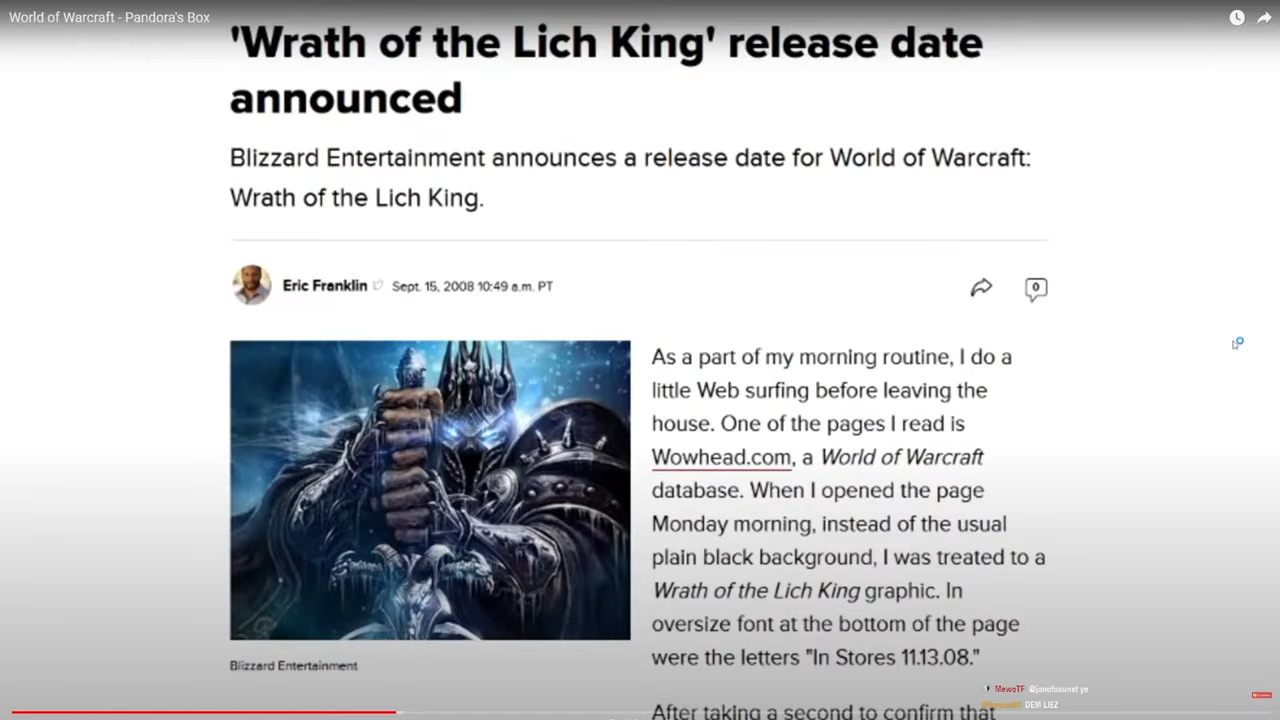 World of Warcraft - Pandora's Box
'Wrath of the Lich King' release date
announced
Blizzard Entertainment announces a release date for World of Warcraft:
Wrath of the Lich King.
Eric Franklin Sept. 15, 2008 10:49 a.m. PT
0
As a part of my morning routine, I do a
little Web surfing before leaving the
house. One of the pages I read is
Wowhead.com, a World of Warcraft
database. When I opened the page
Monday morning, instead of the usual
plain black background, I was treated to a
Wrath of the Lich King graphic. In
oversize font at the bottom of the page
were the letters "In Stores 11.13.08."
Blizzard Entertainment
MewoTF @janofsounet ye
DEM LIEZ
After taking a second to confirm that